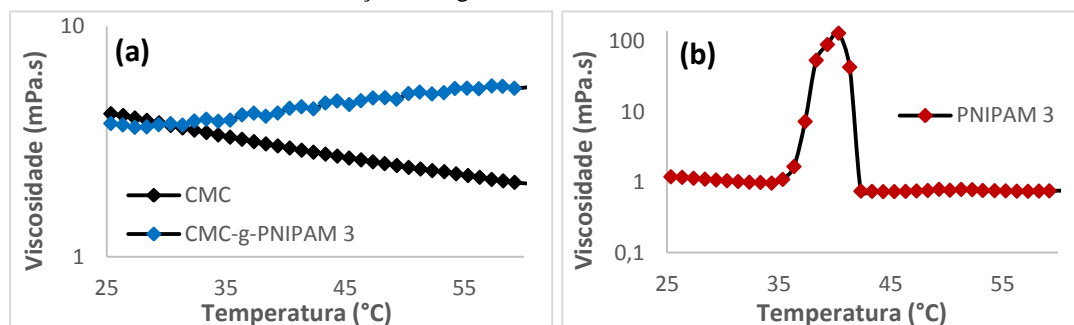 10
(a)
Viscosidade (mPa.s)
CMC
CMC-g-PNIPAM 3
1
25 35 45 55
Temperatura (°C)
100
(b)
PNIPAM 3
Viscosidade (mPa.s)
10
1
0,1
25 35 45 55
Temperatura (°C)